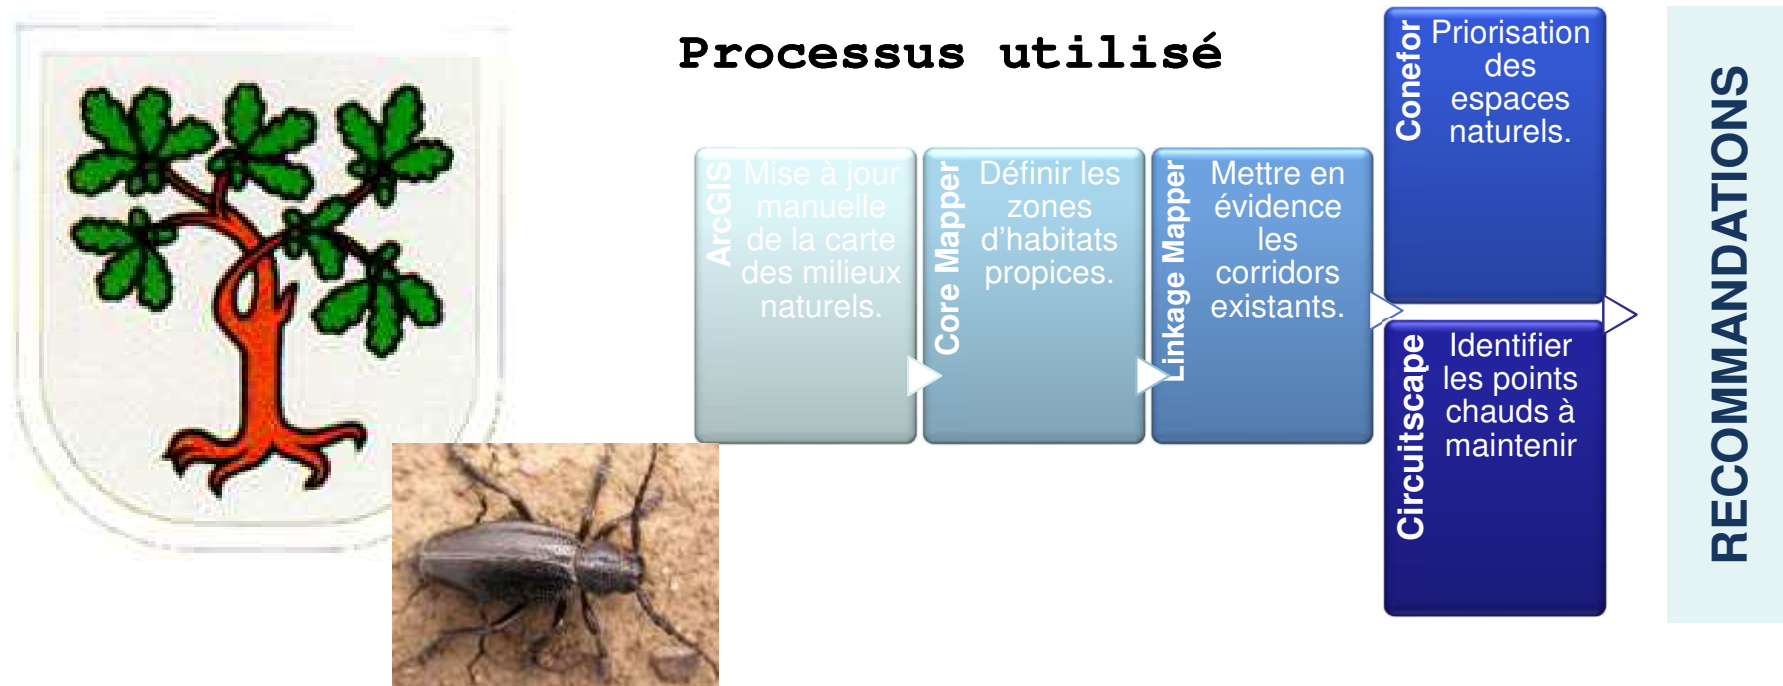 Processus utilisé
ArcGIS
Mise à jour
manuelle
de la carte
des milieux
naturels.
Core Mapper
Définir les
zones
d'habitats
propices.
Linkage Mapper
Mettre en
évidence
les
corridors
existants.
Conefor
Priorisation
des
espaces
naturels.
Circuitscape
Identifier
les points
chauds à
maintenir
RECOMMANDATIONS